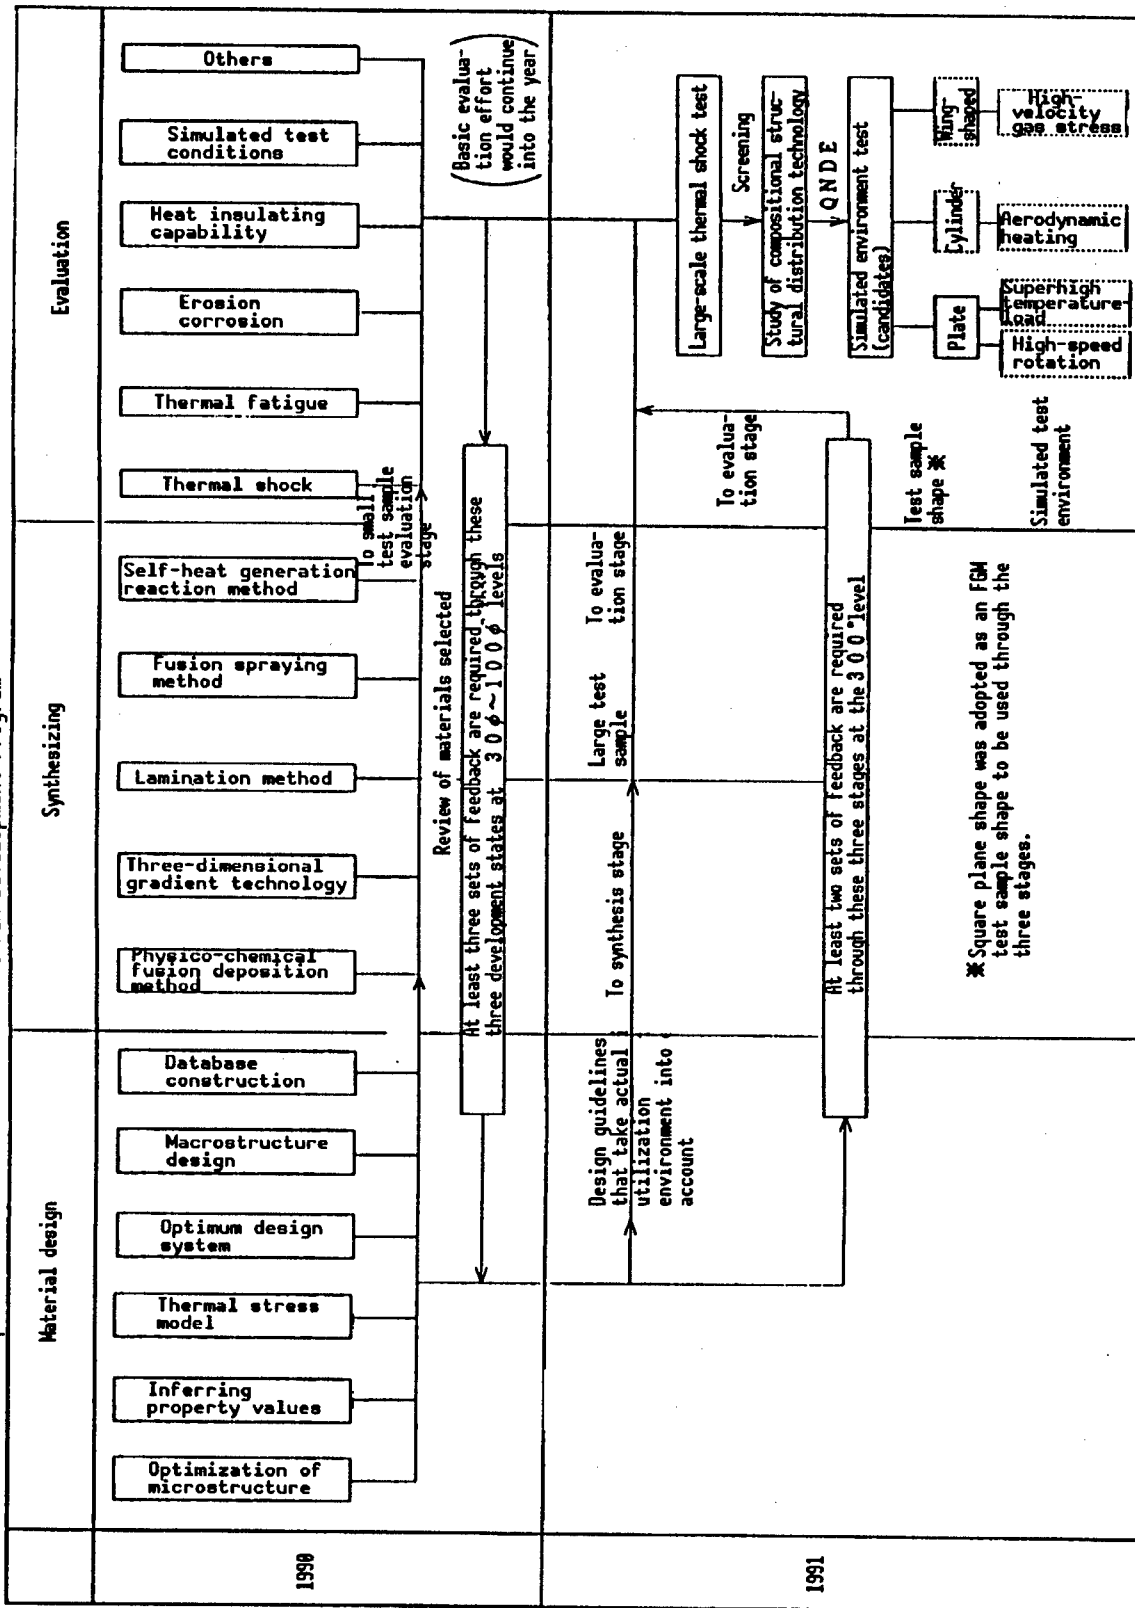 Material design
Synthesizing
Evaluation
1990
Optimization of
microstructure
Inferring
property values
Thermal stress
model
Optimum design
system
Macrostructure
design
Database
construction
Physico-chemical
fusion deposition
method
Three-dimensional
gradient technology
Lamination method
Fusion spraying
method
Self-heat generation
reaction method
Thermal shock
Thermal fatigue
Erosion
corrosion
Heat insulating
capability
Simulated test
conditions
Others
To small
test sample
evaluation
stage
Review of materials selected
At least three sets of feedback are required through these
three development states at 30φ~100φ levels
(Basic evalua-
tion effort
would continue
into the year)
1991
Design guidelines
that take actual
utilization
environment into
account
To synthesis stage
Large test
sample
To evalua-
tion stage
To evalua-
tion stage
At least two sets of feedback are required
through these three stages at the 300° level
Large-scale thermal shock test
Screening
Study of compositional struc-
tural distribution technology
QNDE
Simulated environment test
(candidates)
Test sample
shape ※
Plate
Cylinder
Wing-
shaped
Simulated test
environment
High-speed
rotation
Superhigh
temperature-
load
Aerodynamic
heating
High-
velocity
gas stress
※Square plane shape was adopted as an FGM
test sample shape to be used through the
three stages.